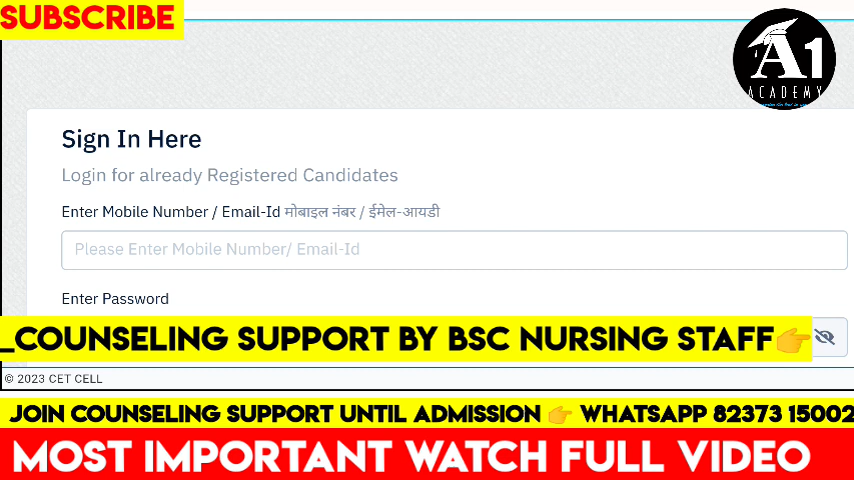 SUBSCRIBE
A1
ACADEMY
Sign In Here
Login for already Registered Candidates
Enter Mobile Number / Email-Id मोबाइल नंबर / ईमेल-आयडी
Please Enter Mobile Number/ Email-Id
Enter Password
_COUNSELING SUPPORT BY BSC NURSING STAFF👉
© 2023 CET CELL
JOIN COUNSELING SUPPORT UNTIL ADMISSION 👉 WHATSAPP 82373 15002
MOST IMPORTANT WATCH FULL VIDEO